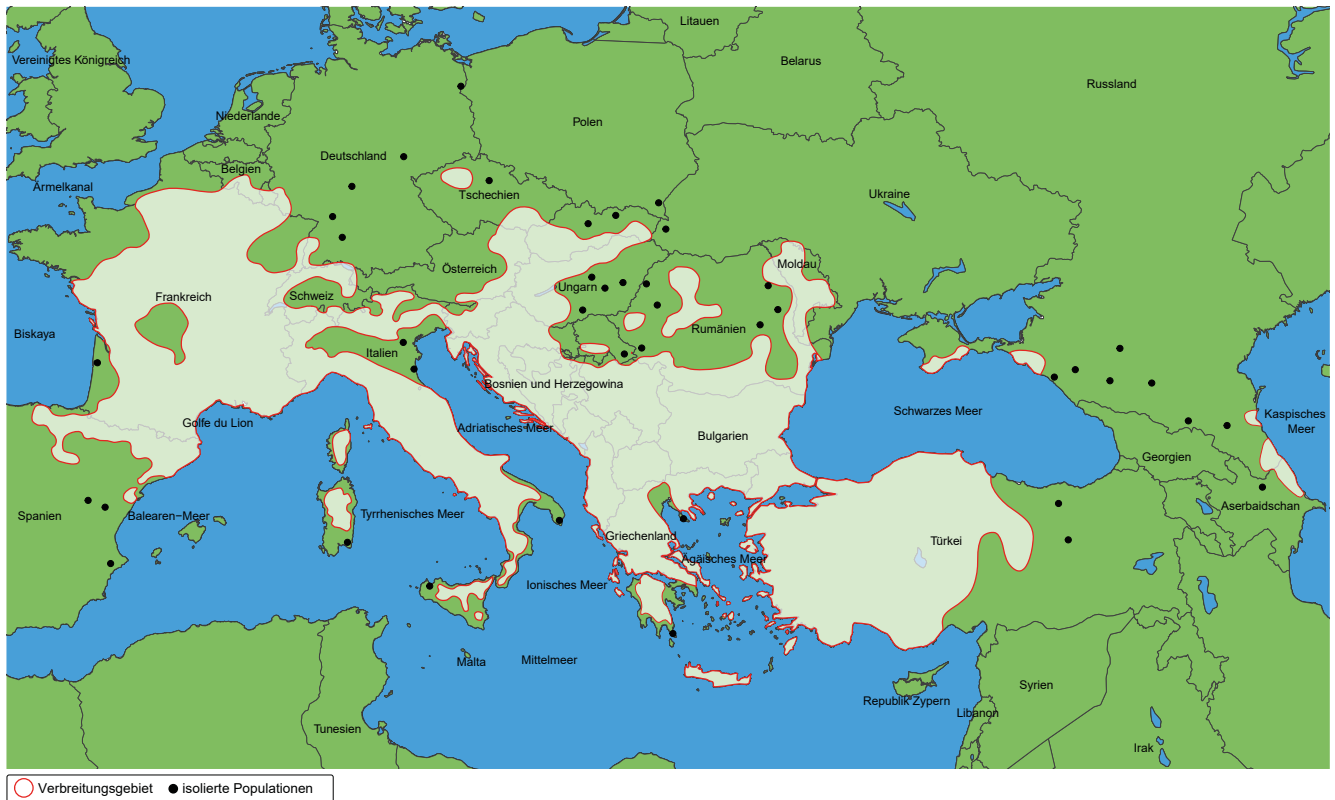 Litauen
Vereinigtes Königreich
Belarus
Russland
Niederlande
Polen
Deutschland
Belgien
Ärmelkanal
Tschechien
Ukraine
Österreich
Moldau
Frankreich
Schweiz
Ungarn
Biskaya
Rumänien
Italien
Bosnien und Herzegowina
Schwarzes Meer
Kaspisches
Meer
Golfe du Lion
Adriatisches Meer
Bulgarien
Georgien
Spanien
Balearen−Meer
Tyrrhenisches Meer
Aserbaidschan
Griechenland
Türkei
Ägäisches Meer
Ionisches Meer
Malta
Mittelmeer
Syrien
Republik Zypern
Libanon
Tunesien
Irak
Verbreitungsgebiet
isolierte Populationen